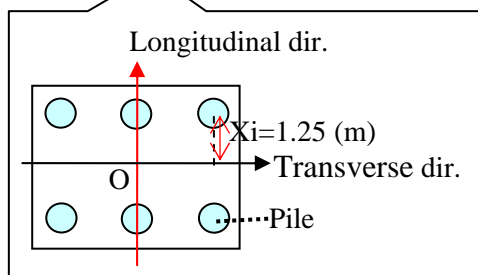 Longitudinal dir.
Xi=1.25 (m)
O
Transverse dir.
Pile